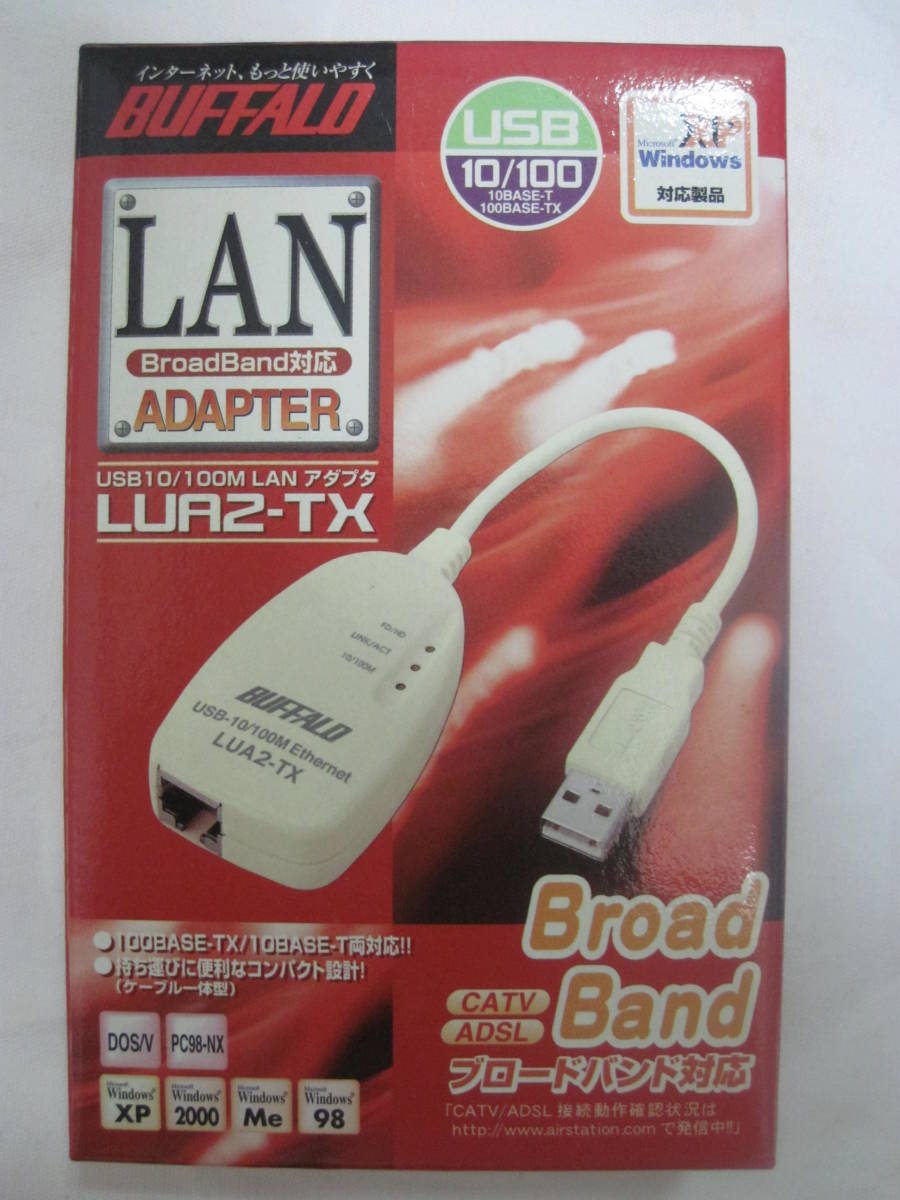 インターネット、もっと使いやすく
BUFFALO
USB
10/100
10BASE-T
100BASE-TX
XP
Microsoft
Windows
対応製品
LAN
BroadBand対応
ADAPTER
USB10/100M LAN アダプタ
LUA2-TX
FD/HD
LINK/ACT
10/100M
BUFFALO
USB-10/100M Ethernet
LUA2-TX
●100BASE-TX/10BASE-T両対応!!
●持ち運びに便利なコンパクト設計!
(ケーブル一体型)
DOS/V
PC98-NX
Microsoft Windows XP
Microsoft Windows 2000
Microsoft Windows Me
Microsoft Windows 98
Broad
Band
CATV
ADSL
ブロードバンド対応
「CATV/ADSL 接続動作確認状況は
http://www.airstation.com で発信中!!」